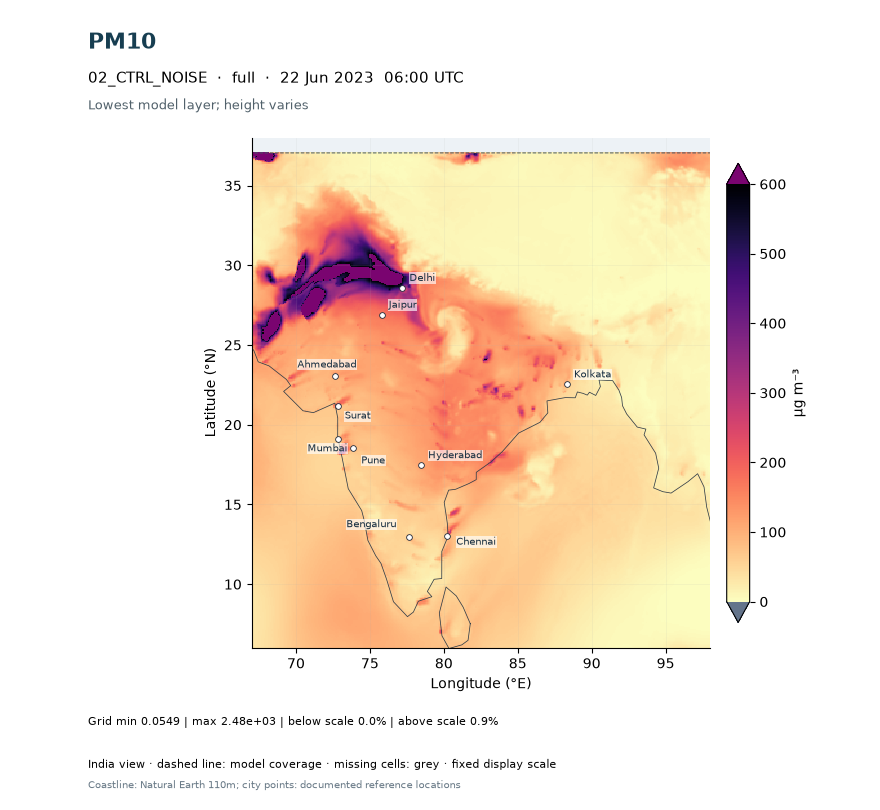 PM10
02_CTRL_NOISE · full · 22 Jun 2023 06:00 UTC
Lowest model layer; height varies
35
30
25
20
15
10
Latitude (°N)
70
75
80
85
90
95
Longitude (°E)
Delhi
Jaipur
Ahmedabad
Kolkata
Surat
Mumbai
Pune
Hyderabad
Bengaluru
Chennai
600
500
400
300
200
100
0
µg m⁻³
Grid min 0.0549 | max 2.48e+03 | below scale 0.0% | above scale 0.9%
India view · dashed line: model coverage · missing cells: grey · fixed display scale
Coastline: Natural Earth 110m; city points: documented reference locations